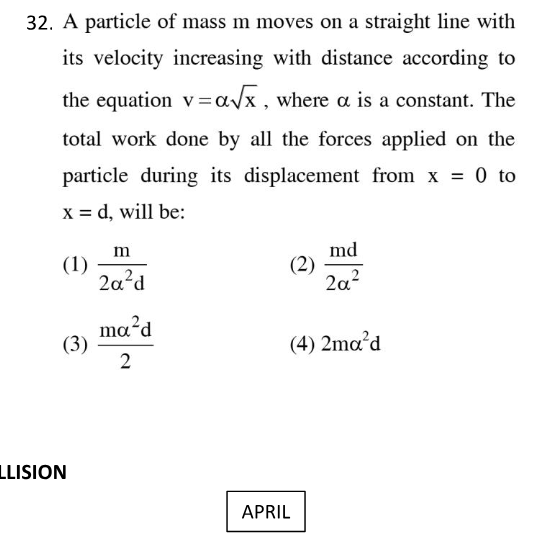 32. A particle of mass m moves on a straight line with
its velocity increasing with distance according to
the equation v=α√x , where α is a constant. The
total work done by all the forces applied on the
particle during its displacement from x = 0 to
x = d, will be:
(1) m/2α²d (2) md/2α²
(3) mα²d/2 (4) 2mα²d
LLISION
APRIL